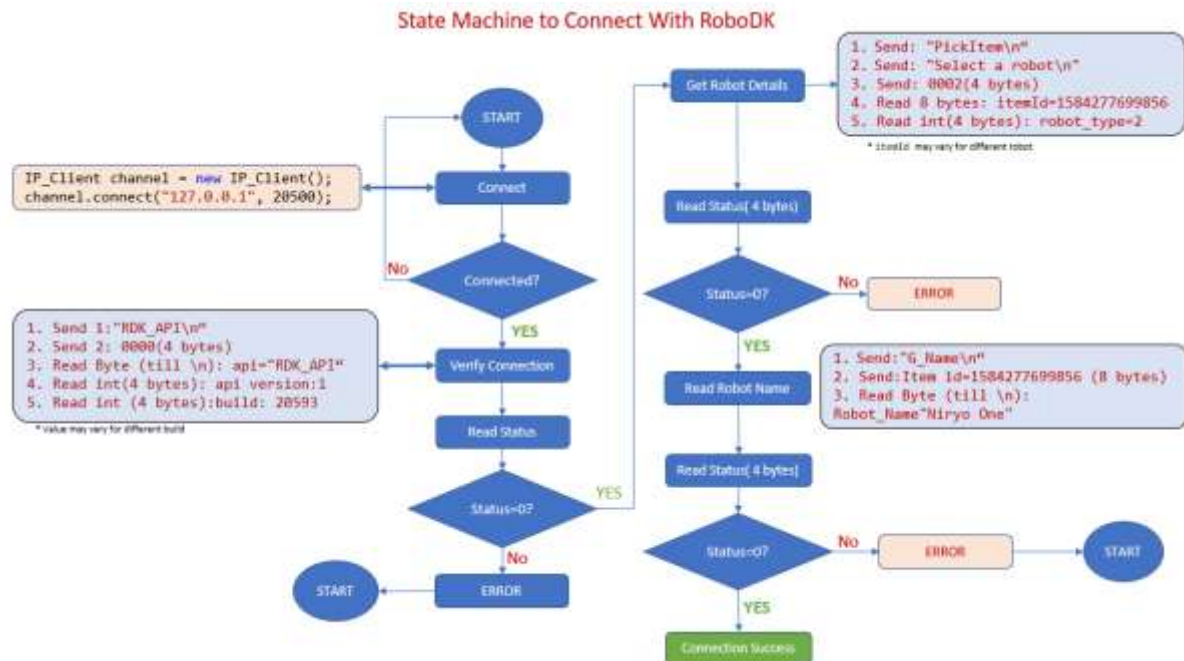 State Machine to Connect With RoboDK
START
IP_Client channel = new IP_Client();
channel.connect("127.0.0.1", 20500);
Connect
No
Connected?
YES
1. Send 1:"RDK_API\n"
2. Send 2: 0000(4 bytes)
3. Read Byte (till \n): api="RDK_API"
4. Read int(4 bytes): api version:1
5. Read int (4 bytes):build: 20593
* Value may vary for different build
Verify Connection
Read Status
Status=0?
YES
No
ERROR
START
Get Robot Details
1. Send: "PickItem\n"
2. Send: "Select a robot\n"
3. Send: 0002(4 bytes)
4. Read 8 bytes: itemId=1584277699856
5. Read int(4 bytes): robot_type=2
* itemId may vary for different robot
Read Status( 4 bytes)
Status=0?
No
ERROR
YES
Read Robot Name
1. Send:"G_Name\n"
2. Send:Item id=1584277699856 (8 bytes)
3. Read Byte (till \n):
Robot_Name"Niryo One"
Read Status( 4 bytes)
Status=0?
No
ERROR
START
YES
Connection Success